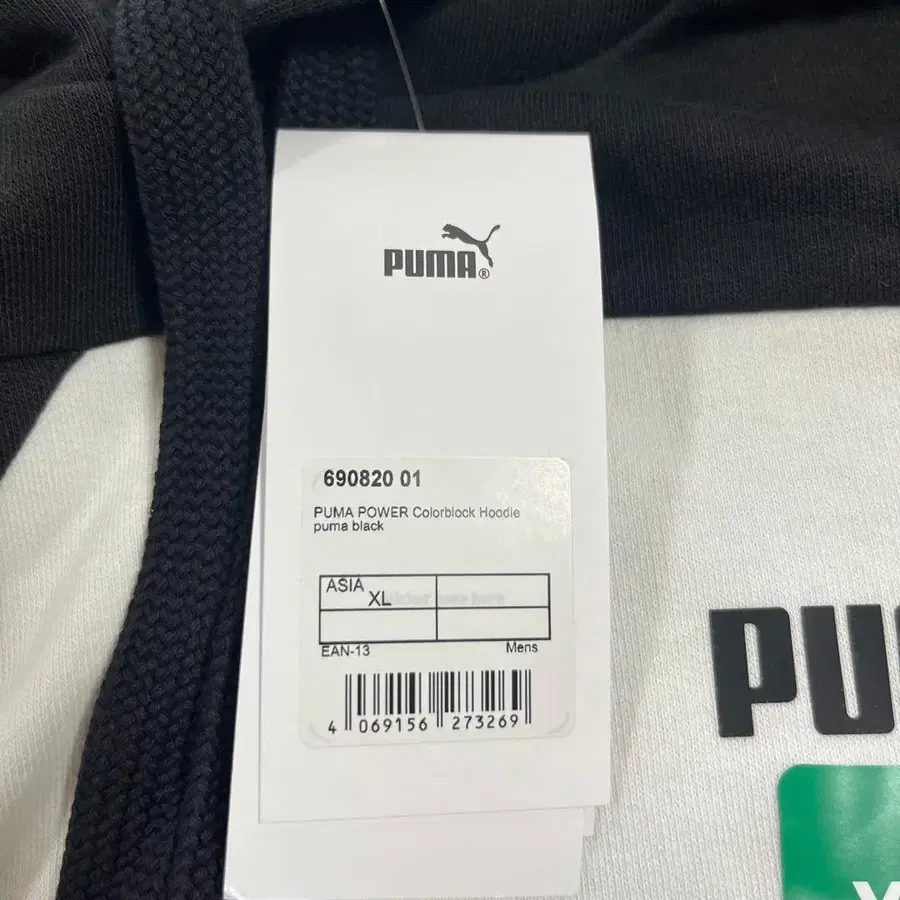 PUMA®
690820 01
PUMA POWER Colorblock Hoodie
puma black
ASIA
XL
EAN-13 Mens
4 069156 273269
PU